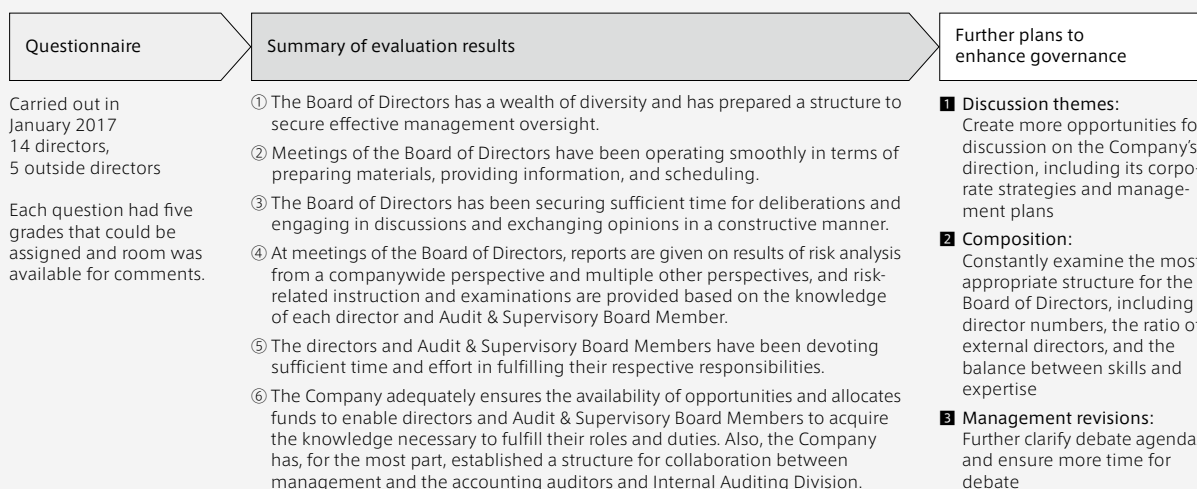 Questionnaire
Summary of evaluation results
Further plans to
enhance governance
Carried out in
January 2017
14 directors,
5 outside directors
Each question had five
grades that could be
assigned and room was
available for comments.
① The Board of Directors has a wealth of diversity and has prepared a structure to
secure effective management oversight.
② Meetings of the Board of Directors have been operating smoothly in terms of
preparing materials, providing information, and scheduling.
③ The Board of Directors has been securing sufficient time for deliberations and
engaging in discussions and exchanging opinions in a constructive manner.
④ At meetings of the Board of Directors, reports are given on results of risk analysis
from a companywide perspective and multiple other perspectives, and risk-
related instruction and examinations are provided based on the knowledge
of each director and Audit & Supervisory Board Member.
⑤ The directors and Audit & Supervisory Board Members have been devoting
sufficient time and effort in fulfilling their respective responsibilities.
⑥ The Company adequately ensures the availability of opportunities and allocates
funds to enable directors and Audit & Supervisory Board Members to acquire
the knowledge necessary to fulfill their roles and duties. Also, the Company
has, for the most part, established a structure for collaboration between
management and the accounting auditors and Internal Auditing Division.
1 Discussion themes:
Create more opportunities fo
discussion on the Company's
direction, including its corpo-
rate strategies and manage-
ment plans
2 Composition:
Constantly examine the most
appropriate structure for the
Board of Directors, including
director numbers, the ratio of
external directors, and the
balance between skills and
expertise
3 Management revisions:
Further clarify debate agenda
and ensure more time for
debate